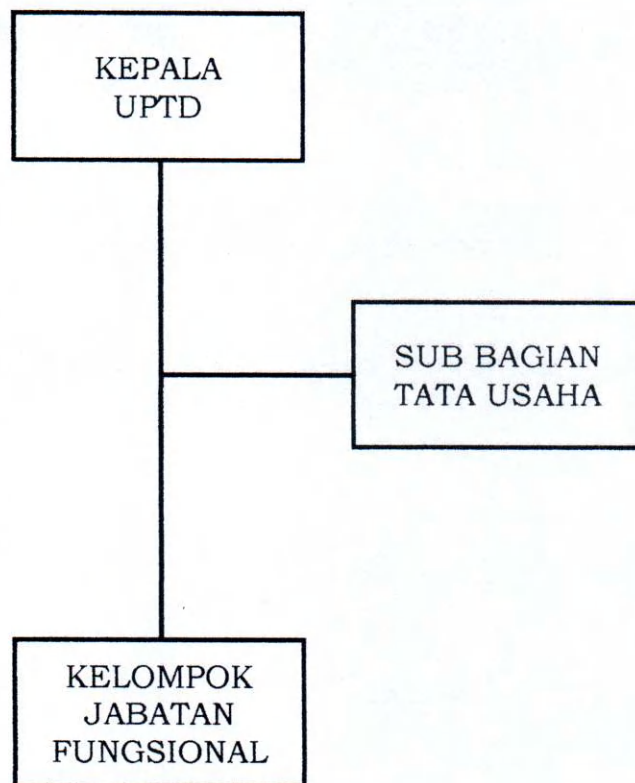 KEPALA
UPTD
SUB BAGIAN
TATA USAHA
KELOMPOK
JABATAN
FUNGSIONAL